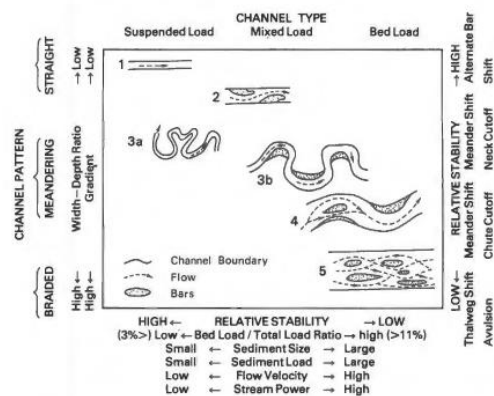 CHANNEL TYPE
Suspended Load Mixed Load Bed Load
CHANNEL PATTERN
STRAIGHT
MEANDERING
BRAIDED
→ Low
→ Low
Width–Depth Ratio
Gradient
High ←
High ←
1
2
3a
3b
4
5
Channel Boundary
Flow
Bars
→ HIGH
RELATIVE STABILITY
LOW ←
Alternate Bar
Meander Shift
Meander Shift
Thalweg Shift
Shift
Neck Cutoff
Chute Cutoff
Avulsion
HIGH ← RELATIVE STABILITY → LOW
(3%>) Low ← Bed Load / Total Load Ratio → high (>11%)
Small ← Sediment Size → Large
Small ← Sediment Load → Large
Low ← Flow Velocity → High
Low ← Stream Power → High